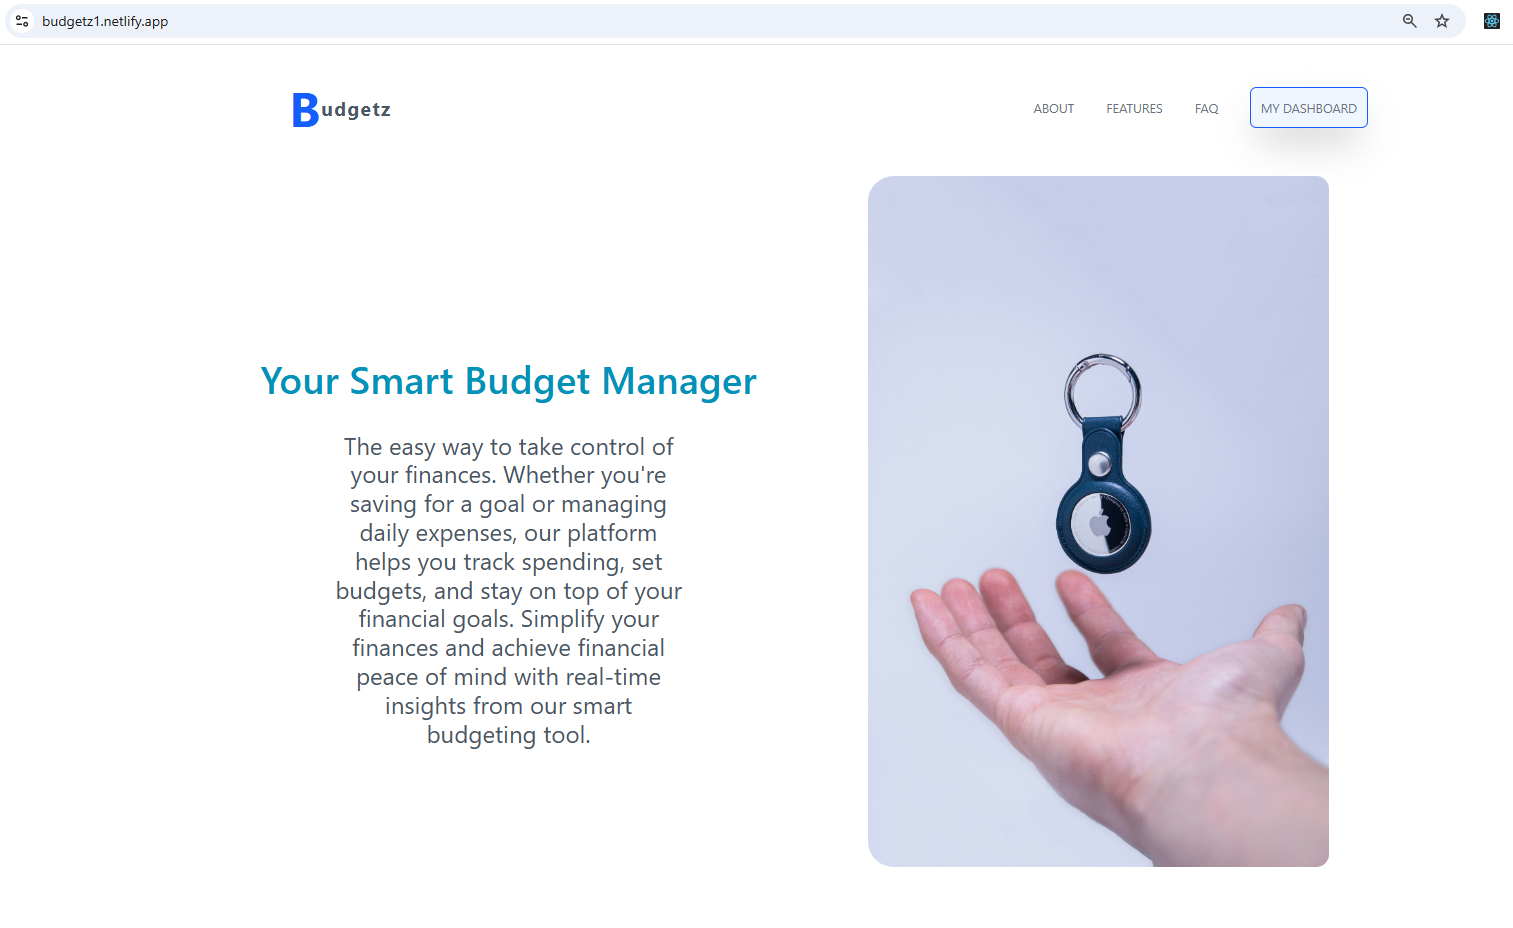 budgetz1.netlify.app
Budgetz
ABOUT FEATURES FAQ MY DASHBOARD
Your Smart Budget Manager
The easy way to take control of
your finances. Whether you're
saving for a goal or managing
daily expenses, our platform
helps you track spending, set
budgets, and stay on top of your
financial goals. Simplify your
finances and achieve financial
peace of mind with real-time
insights from our smart
budgeting tool.